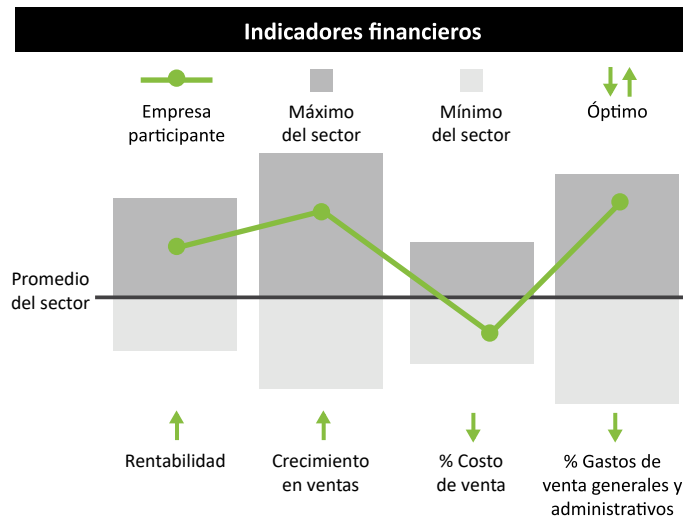 Indicadores financieros
Empresa
participante
Máximo
del sector
Mínimo
del sector
Óptimo
Promedio
del sector
Rentabilidad
Crecimiento
en ventas
% Costo
de venta
% Gastos de
venta generales y
administrativos